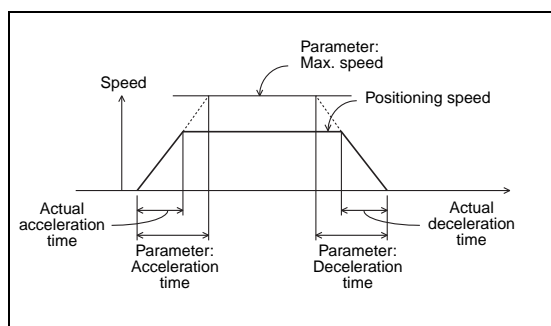 Parameter:
Max. speed
Speed
Positioning speed
Actual
acceleration
time
Actual
deceleration
time
Parameter:
Acceleration
time
Parameter:
Deceleration
time